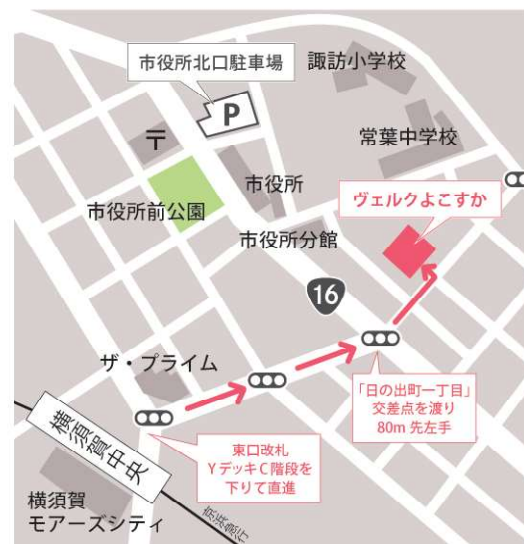 市役所北口駐車場
諏訪小学校
P
常葉中学校
〒
市役所
ヴェルクよこすか
市役所前公園
市役所分館
16
ザ・プライム
「日の出町一丁目」
交差点を渡り
80m 先左手
横須賀中央
東口改札
YデッキC階段を
下りて直進
横須賀
モアーズシティ
京浜急行